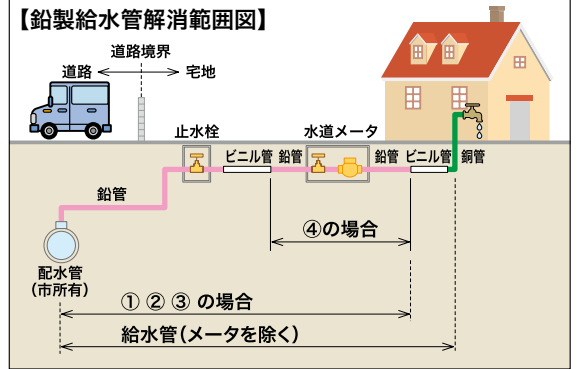 【鉛製給水管解消範囲図】
道路境界
道路
宅地
止水栓
水道メータ
ビニル管
鉛管
鉛管
ビニル管
銅管
鉛管
④の場合
配水管
(市所有)
① ② ③ の場合
給水管(メータを除く)